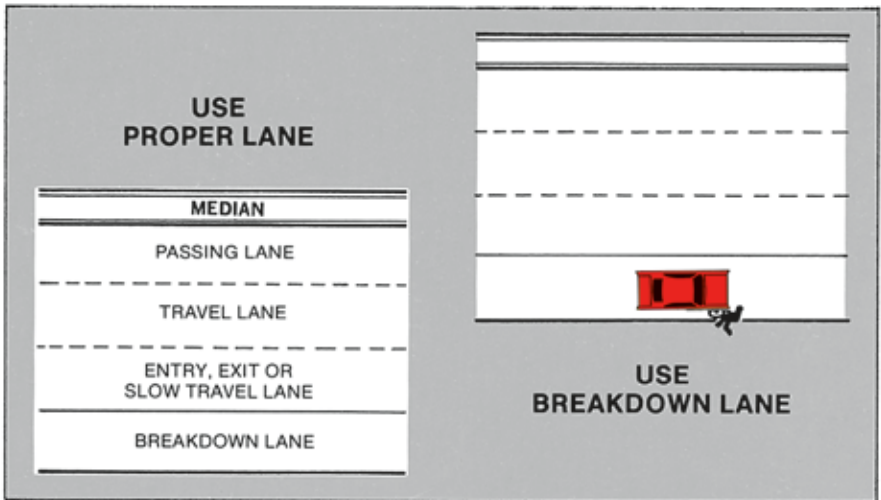 USE
PROPER LANE
MEDIAN
PASSING LANE
TRAVEL LANE
ENTRY, EXIT OR
SLOW TRAVEL LANE
BREAKDOWN LANE
USE
BREAKDOWN LANE